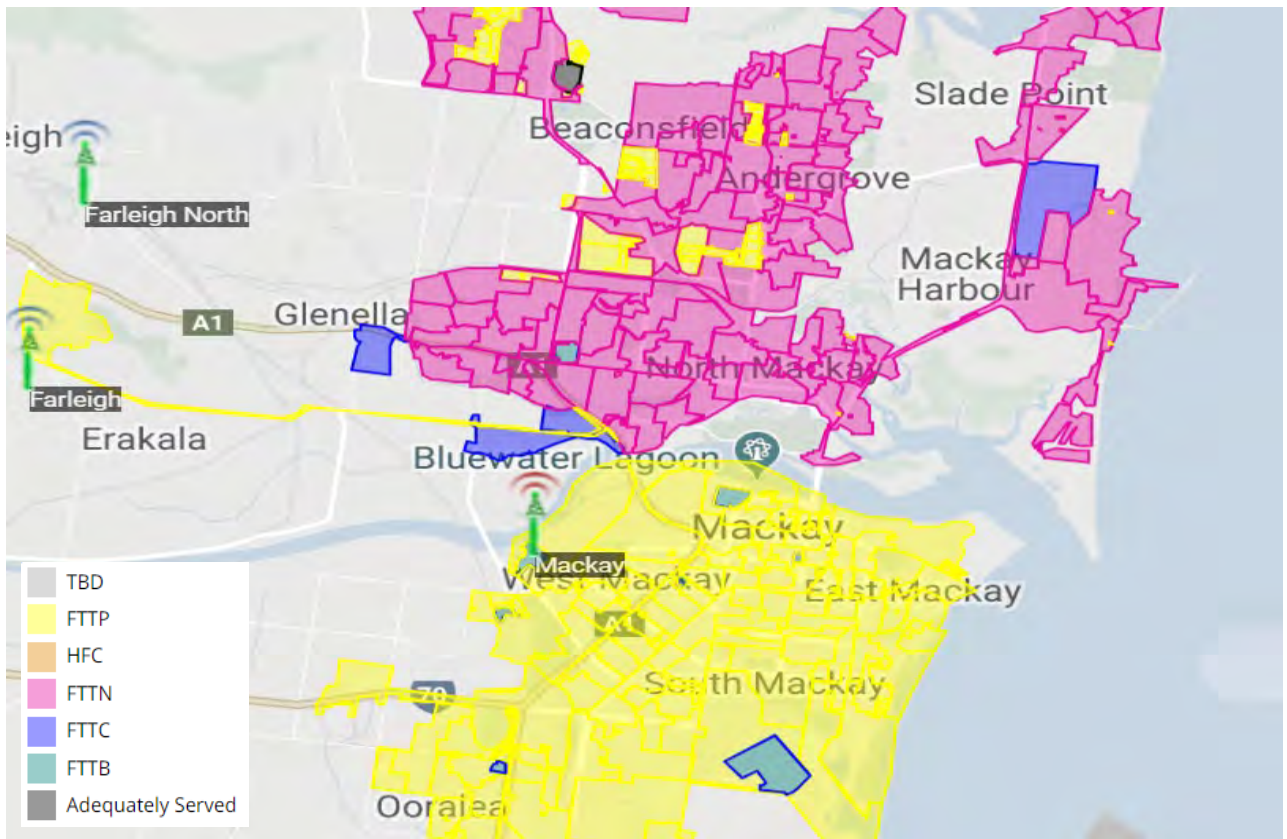 Slade Point
Beaconsfield
eigh
Andergrove
Farleigh North
Mackay
Harbour
Glenella
A1
North Mackay
Farleigh
Erakala
Bluewater Lagoon
Mackay
Mackay
West Mackay
East Mackay
A1
South Mackay
70
Ooralea
TBD
FTTP
HFC
FTTN
FTTC
FTTB
Adequately Served